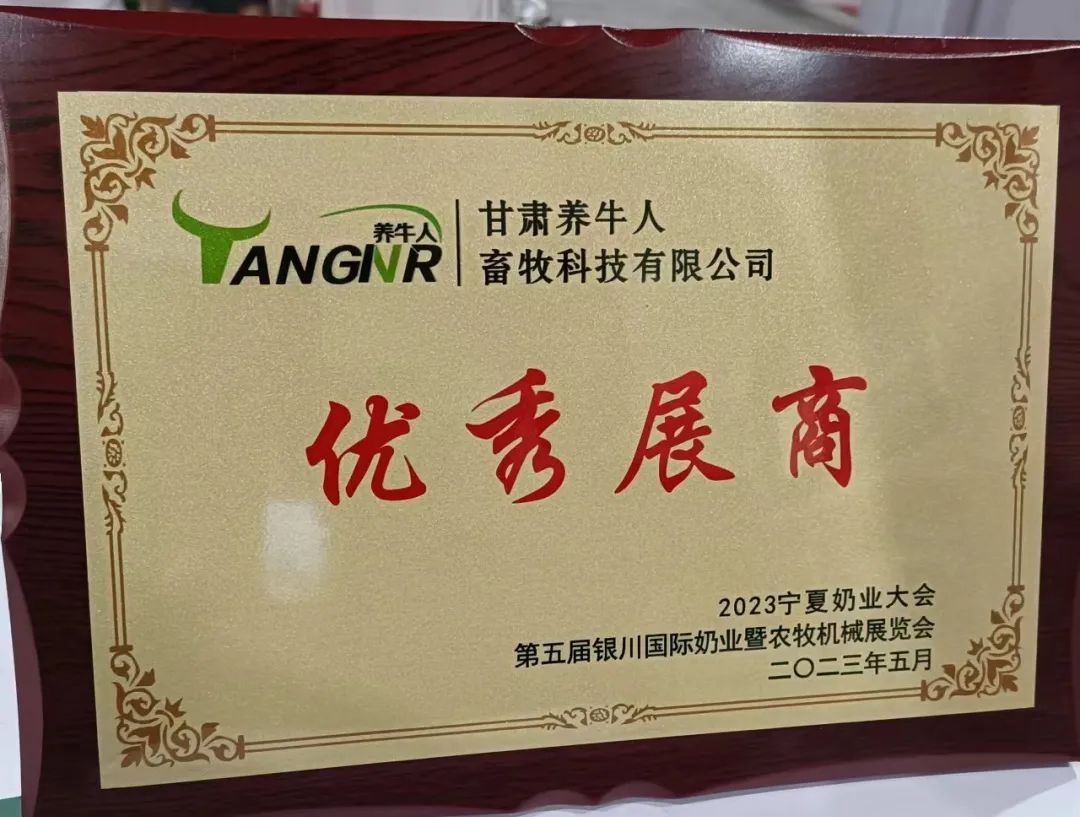 养牛人
YANGNR
甘肃养牛人
畜牧科技有限公司
优秀展商
2023宁夏奶业大会
第五届银川国际奶业暨农牧机械展览会
二〇二三年五月